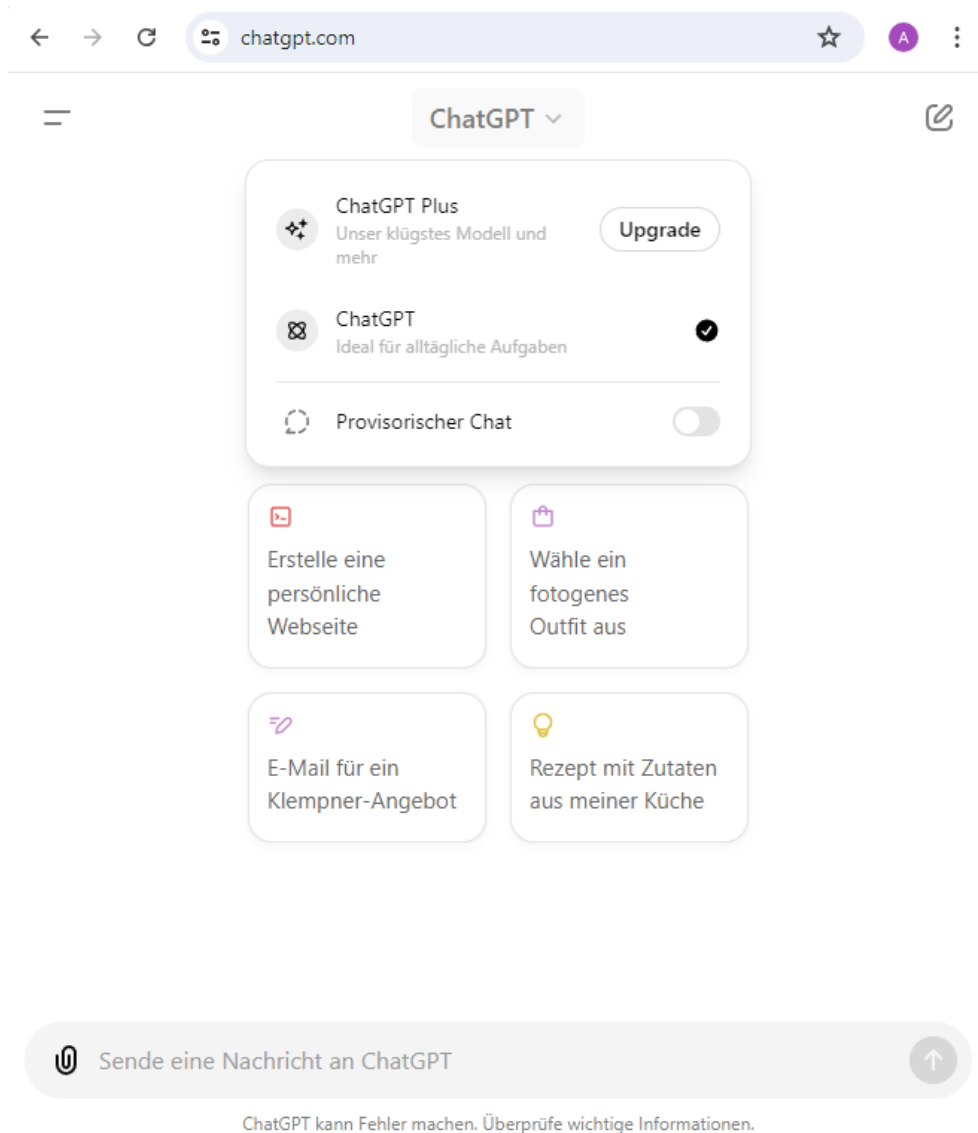 chatgpt.com
A
ChatGPT
ChatGPT Plus
Unser klügstes Modell und
mehr
Upgrade
ChatGPT
Ideal für alltägliche Aufgaben
Provisorischer Chat
Erstelle eine
persönliche
Webseite
Wähle ein
fotogenes
Outfit aus
E-Mail für ein
Klempner-Angebot
Rezept mit Zutaten
aus meiner Küche
Sende eine Nachricht an ChatGPT
ChatGPT kann Fehler machen. Überprüfe wichtige Informationen.